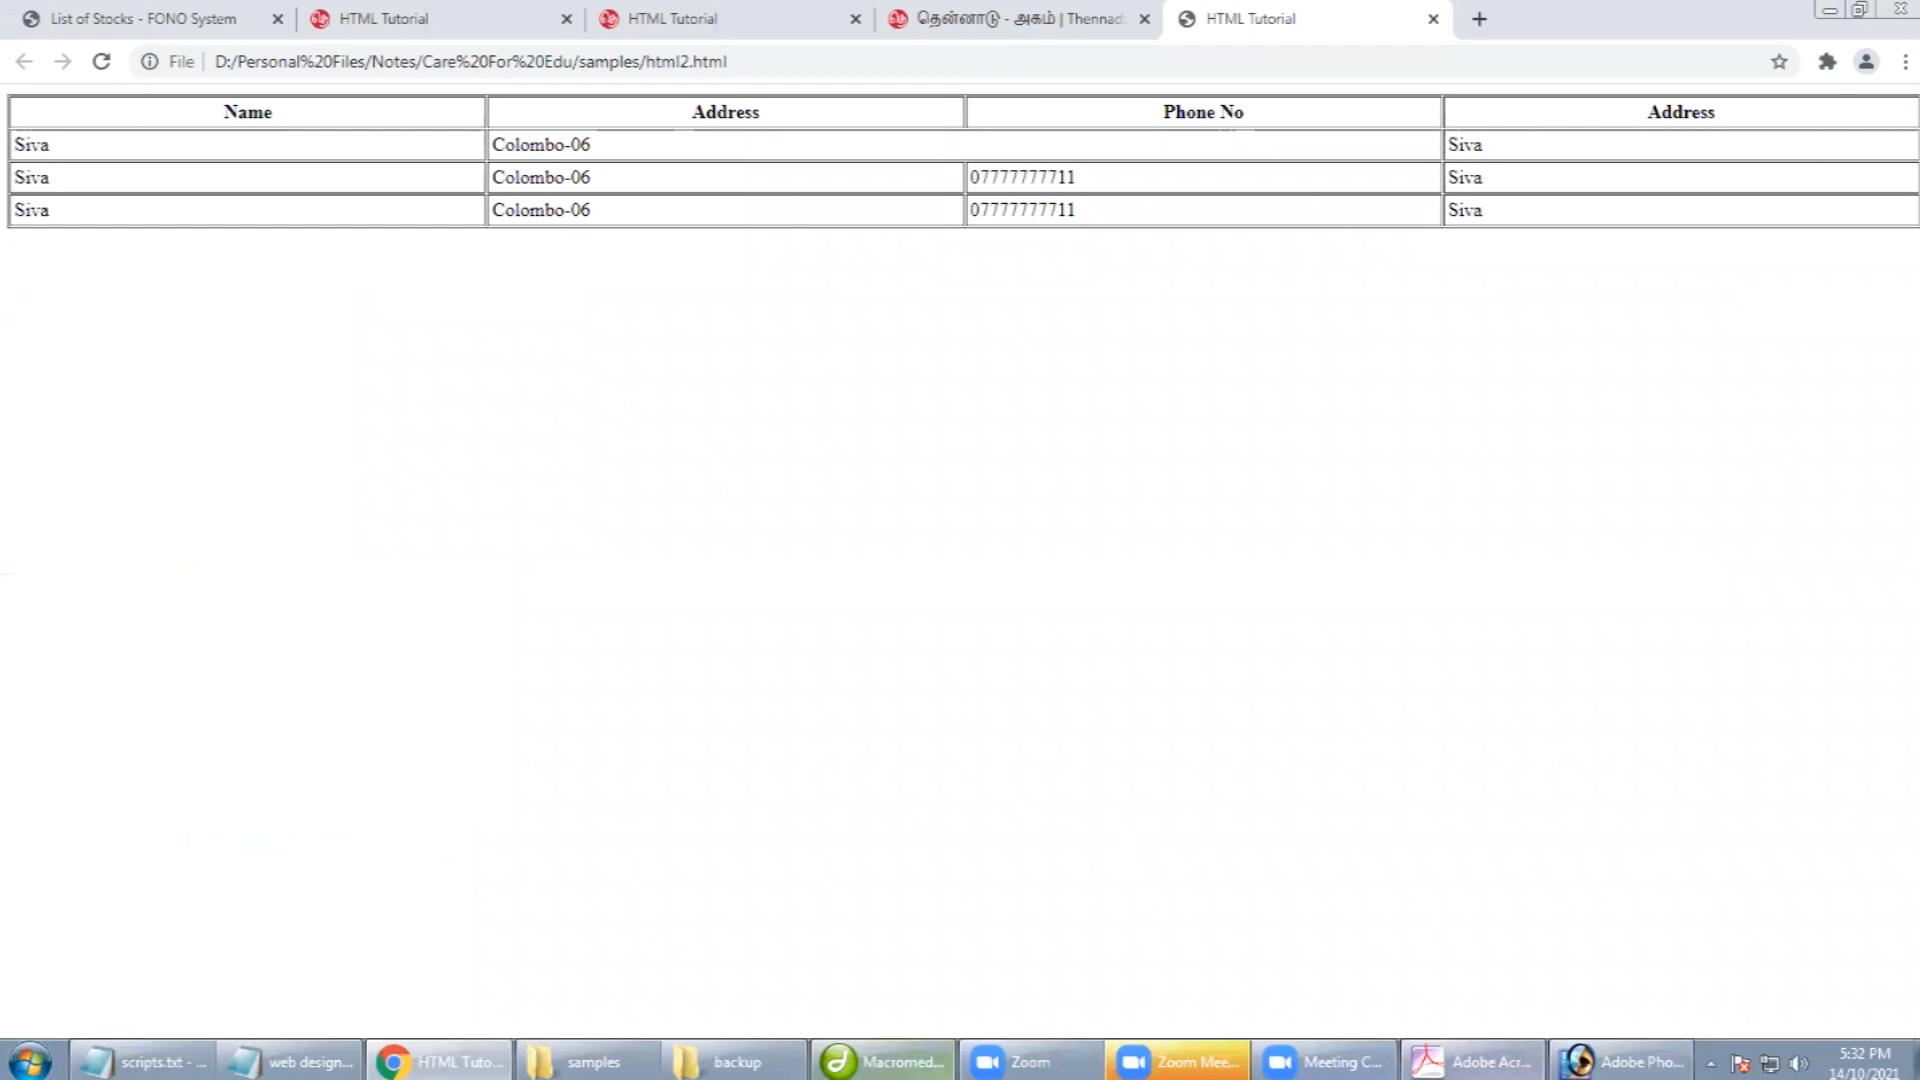 List of Stocks - FONO System HTML Tutorial HTML Tutorial தென்னாடு - அகம் | Thennad HTML Tutorial
File D:/Personal%20Files/Notes/Care%20For%20Edu/samples/html2.html
Name Address Phone No Address
Siva Colombo-06 Siva
Siva Colombo-06 07777777711 Siva
Siva Colombo-06 07777777711 Siva
scripts.txt - ... web design... HTML Tuto... samples backup Macromed... Zoom Zoom Mee... Meeting C... Adobe Acr... Adobe Pho... 5:32 PM
14/10/2021